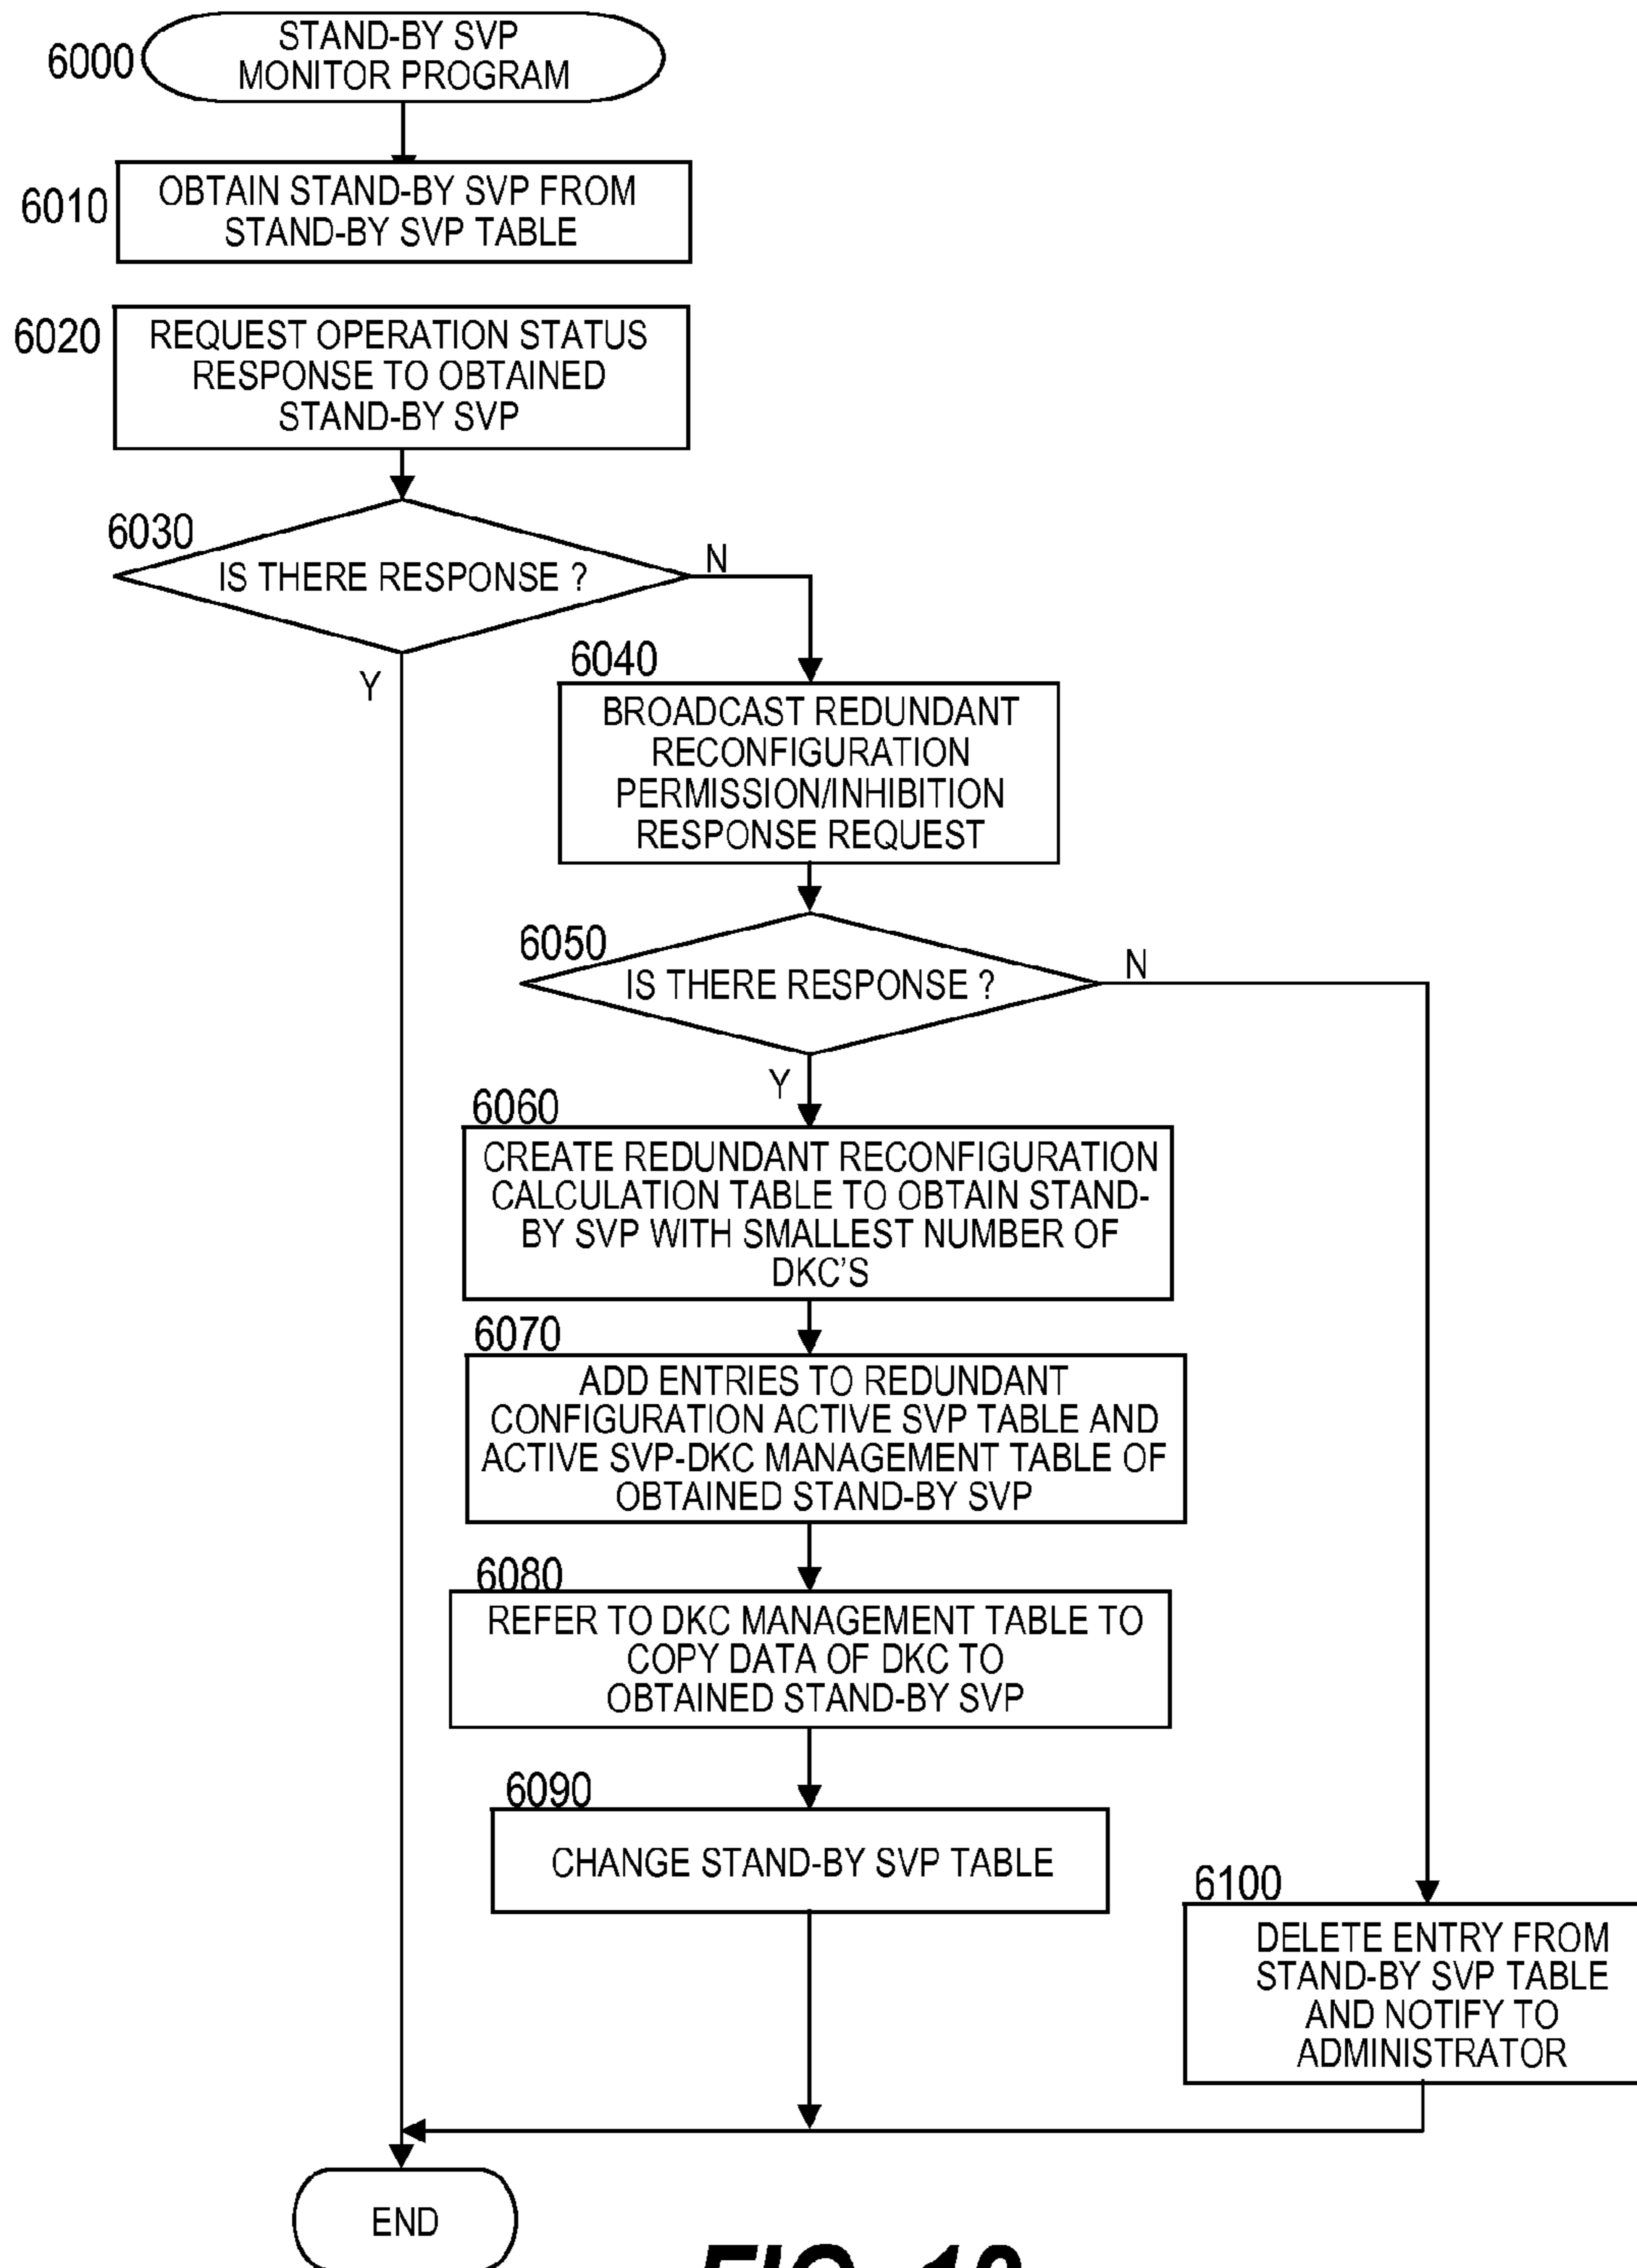 6000
STAND-BY SVP
MONITOR PROGRAM
6010
OBTAIN STAND-BY SVP FROM
STAND-BY SVP TABLE
6020
REQUEST OPERATION STATUS
RESPONSE TO OBTAINED
STAND-BY SVP
6030
IS THERE RESPONSE ?
N
Y
6040
BROADCAST REDUNDANT
RECONFIGURATION
PERMISSION/INHIBITION
RESPONSE REQUEST
6050
IS THERE RESPONSE ?
N
Y
6060
CREATE REDUNDANT RECONFIGURATION
CALCULATION TABLE TO OBTAIN STAND-
BY SVP WITH SMALLEST NUMBER OF
DKC'S
6070
ADD ENTRIES TO REDUNDANT
CONFIGURATION ACTIVE SVP TABLE AND
ACTIVE SVP-DKC MANAGEMENT TABLE OF
OBTAINED STAND-BY SVP
6080
REFER TO DKC MANAGEMENT TABLE TO
COPY DATA OF DKC TO
OBTAINED STAND-BY SVP
6090
CHANGE STAND-BY SVP TABLE
6100
DELETE ENTRY FROM
STAND-BY SVP TABLE
AND NOTIFY TO
ADMINISTRATOR
END